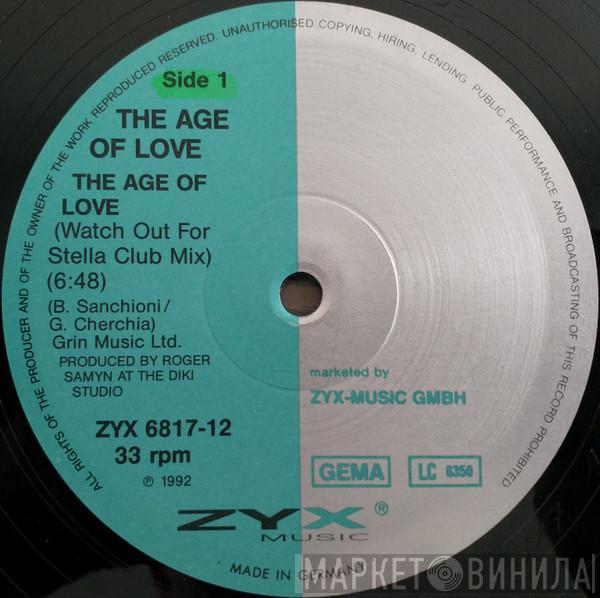 ALL RIGHTS OF THE PRODUCER AND OF THE OWNER OF THE WORK REPRODUCED RESERVED. UNAUTHORISED COPYING, HIRING, LENDING PUBLIC PERFORMANCE AND BROADCASTING OF THIS RECORD PROHIBITED
Side 1
THE AGE
OF LOVE
THE AGE OF
LOVE
(Watch Out For
Stella Club Mix)
(6:48)
(B. Sanchioni/
G. Cherchia)
Grin Music Ltd.
PRODUCED BY ROGER
SAMYN AT THE DIKI
STUDIO
marketed by
ZYX-MUSIC GMBH
ZYX 6817-12
33 rpm
℗ 1992
GEMA
LC 6350
ZYX®
MUSIC
MADE IN GERMANY
МАРКЕТ ВИНИЛА